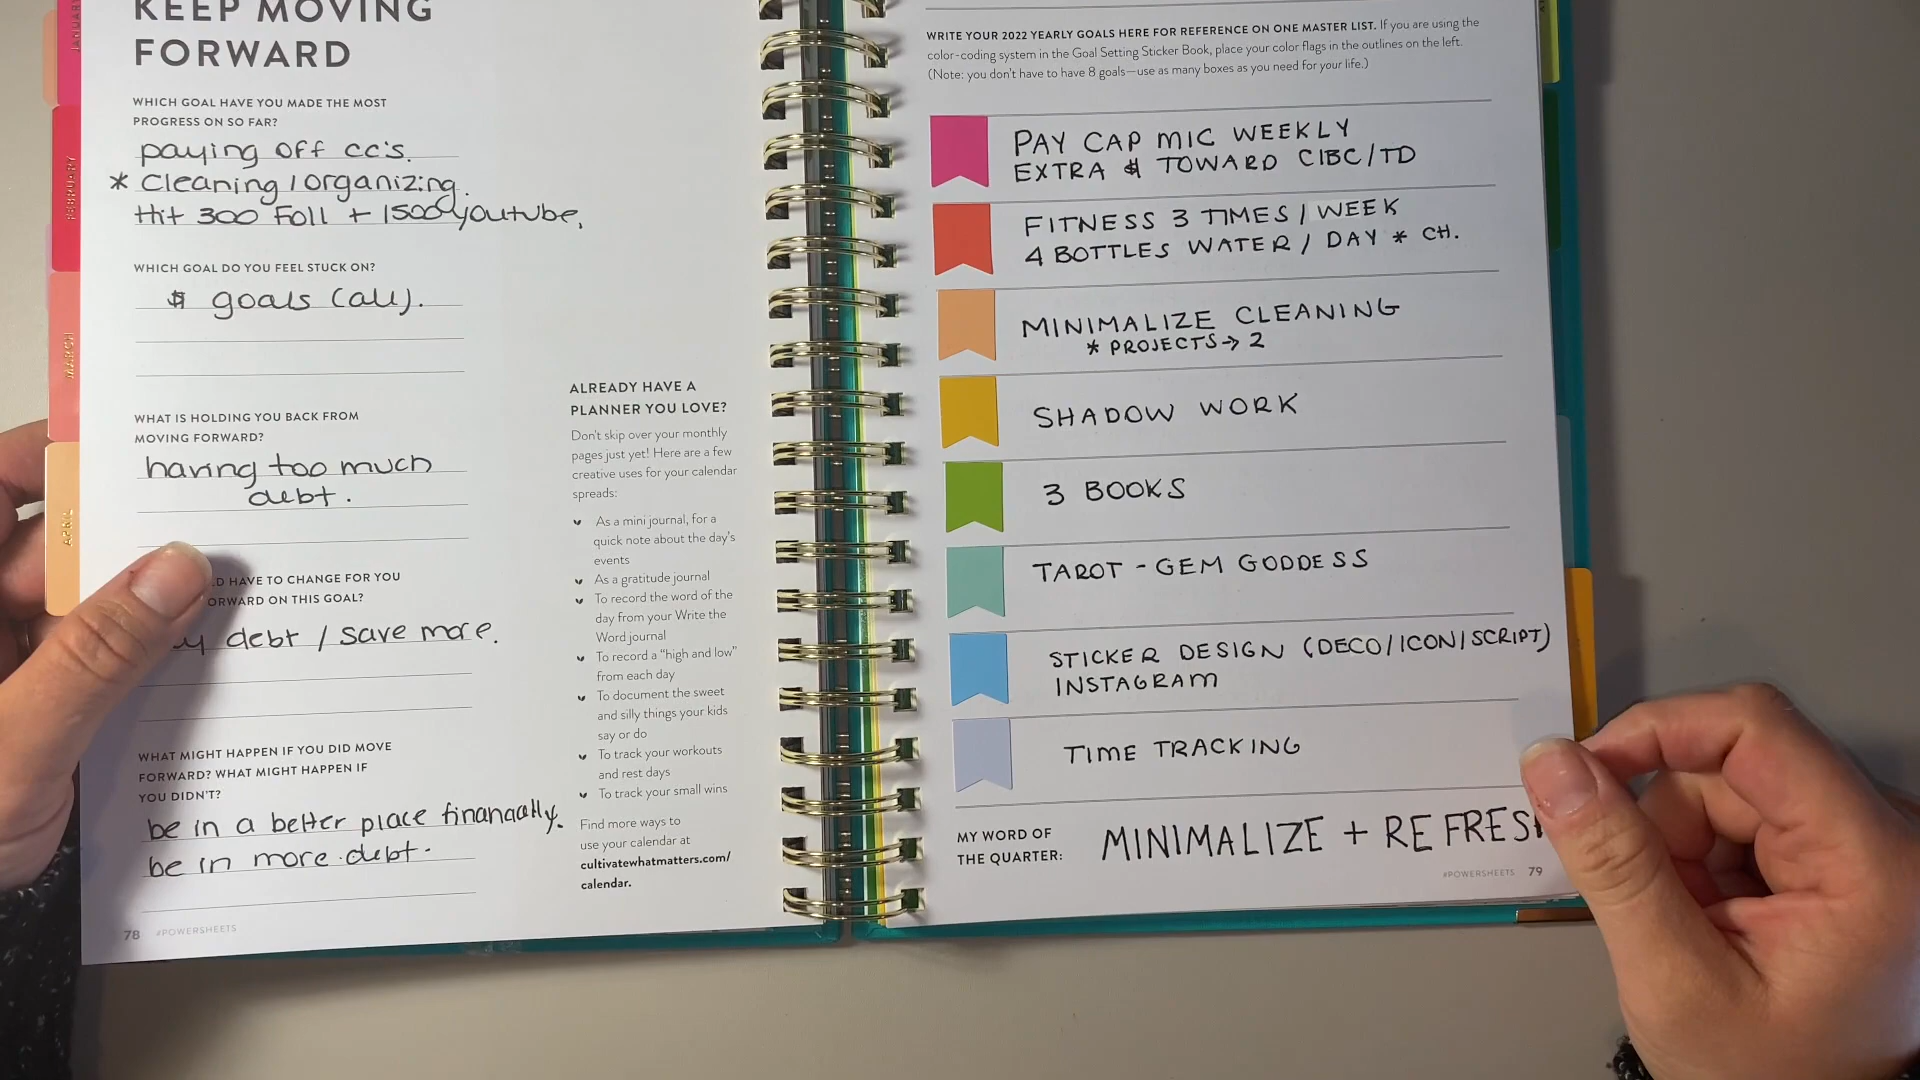 KEEP MOVING
FORWARD
WHICH GOAL HAVE YOU MADE THE MOST
PROGRESS ON SO FAR?
paying off cc's.
* Cleaning / organizing.
Hit 300 Foll + 1500 youtube.
WHICH GOAL DO YOU FEEL STUCK ON?
$ goals (all).
WHAT IS HOLDING YOU BACK FROM
MOVING FORWARD?
having too much
debt.
HAVE TO CHANGE FOR YOU
ORWARD ON THIS GOAL?
debt / save more.
WHAT MIGHT HAPPEN IF YOU DID MOVE
FORWARD? WHAT MIGHT HAPPEN IF
YOU DIDN'T?
be in a better place financially.
be in more debt.
78 #POWERSHEETS
ALREADY HAVE A
PLANNER YOU LOVE?
Don't skip over your monthly
pages just yet! Here are a few
creative uses for your calendar
spreads:
As a mini journal, for a
quick note about the day's
events
As a gratitude journal
To record the word of the
day from your Write the
Word journal
To record a "high and low"
from each day
To document the sweet
and silly things your kids
say or do
To track your workouts
and rest days
To track your small wins
Find more ways to
use your calendar at
cultivatewhatmatters.com/
calendar.
WRITE YOUR 2022 YEARLY GOALS HERE FOR REFERENCE ON ONE MASTER LIST. If you are using the
color-coding system in the Goal Setting Sticker Book, place your color flags in the outlines on the left.
(Note: you don't have to have 8 goals—use as many boxes as you need for your life.)
PAY CAP MIC WEEKLY
EXTRA $ TOWARD CIBC/TD
FITNESS 3 TIMES / WEEK
4 BOTTLES WATER / DAY * CH.
MINIMALIZE CLEANING
* PROJECTS → 2
SHADOW WORK
3 BOOKS
TAROT - GEM GODDESS
STICKER DESIGN (DECO/ICON/SCRIPT)
INSTAGRAM
TIME TRACKING
MY WORD OF
THE QUARTER:
MINIMALIZE + REFRES
#POWERSHEETS 79
JANUARY
FEBRUARY
MARCH
APRIL